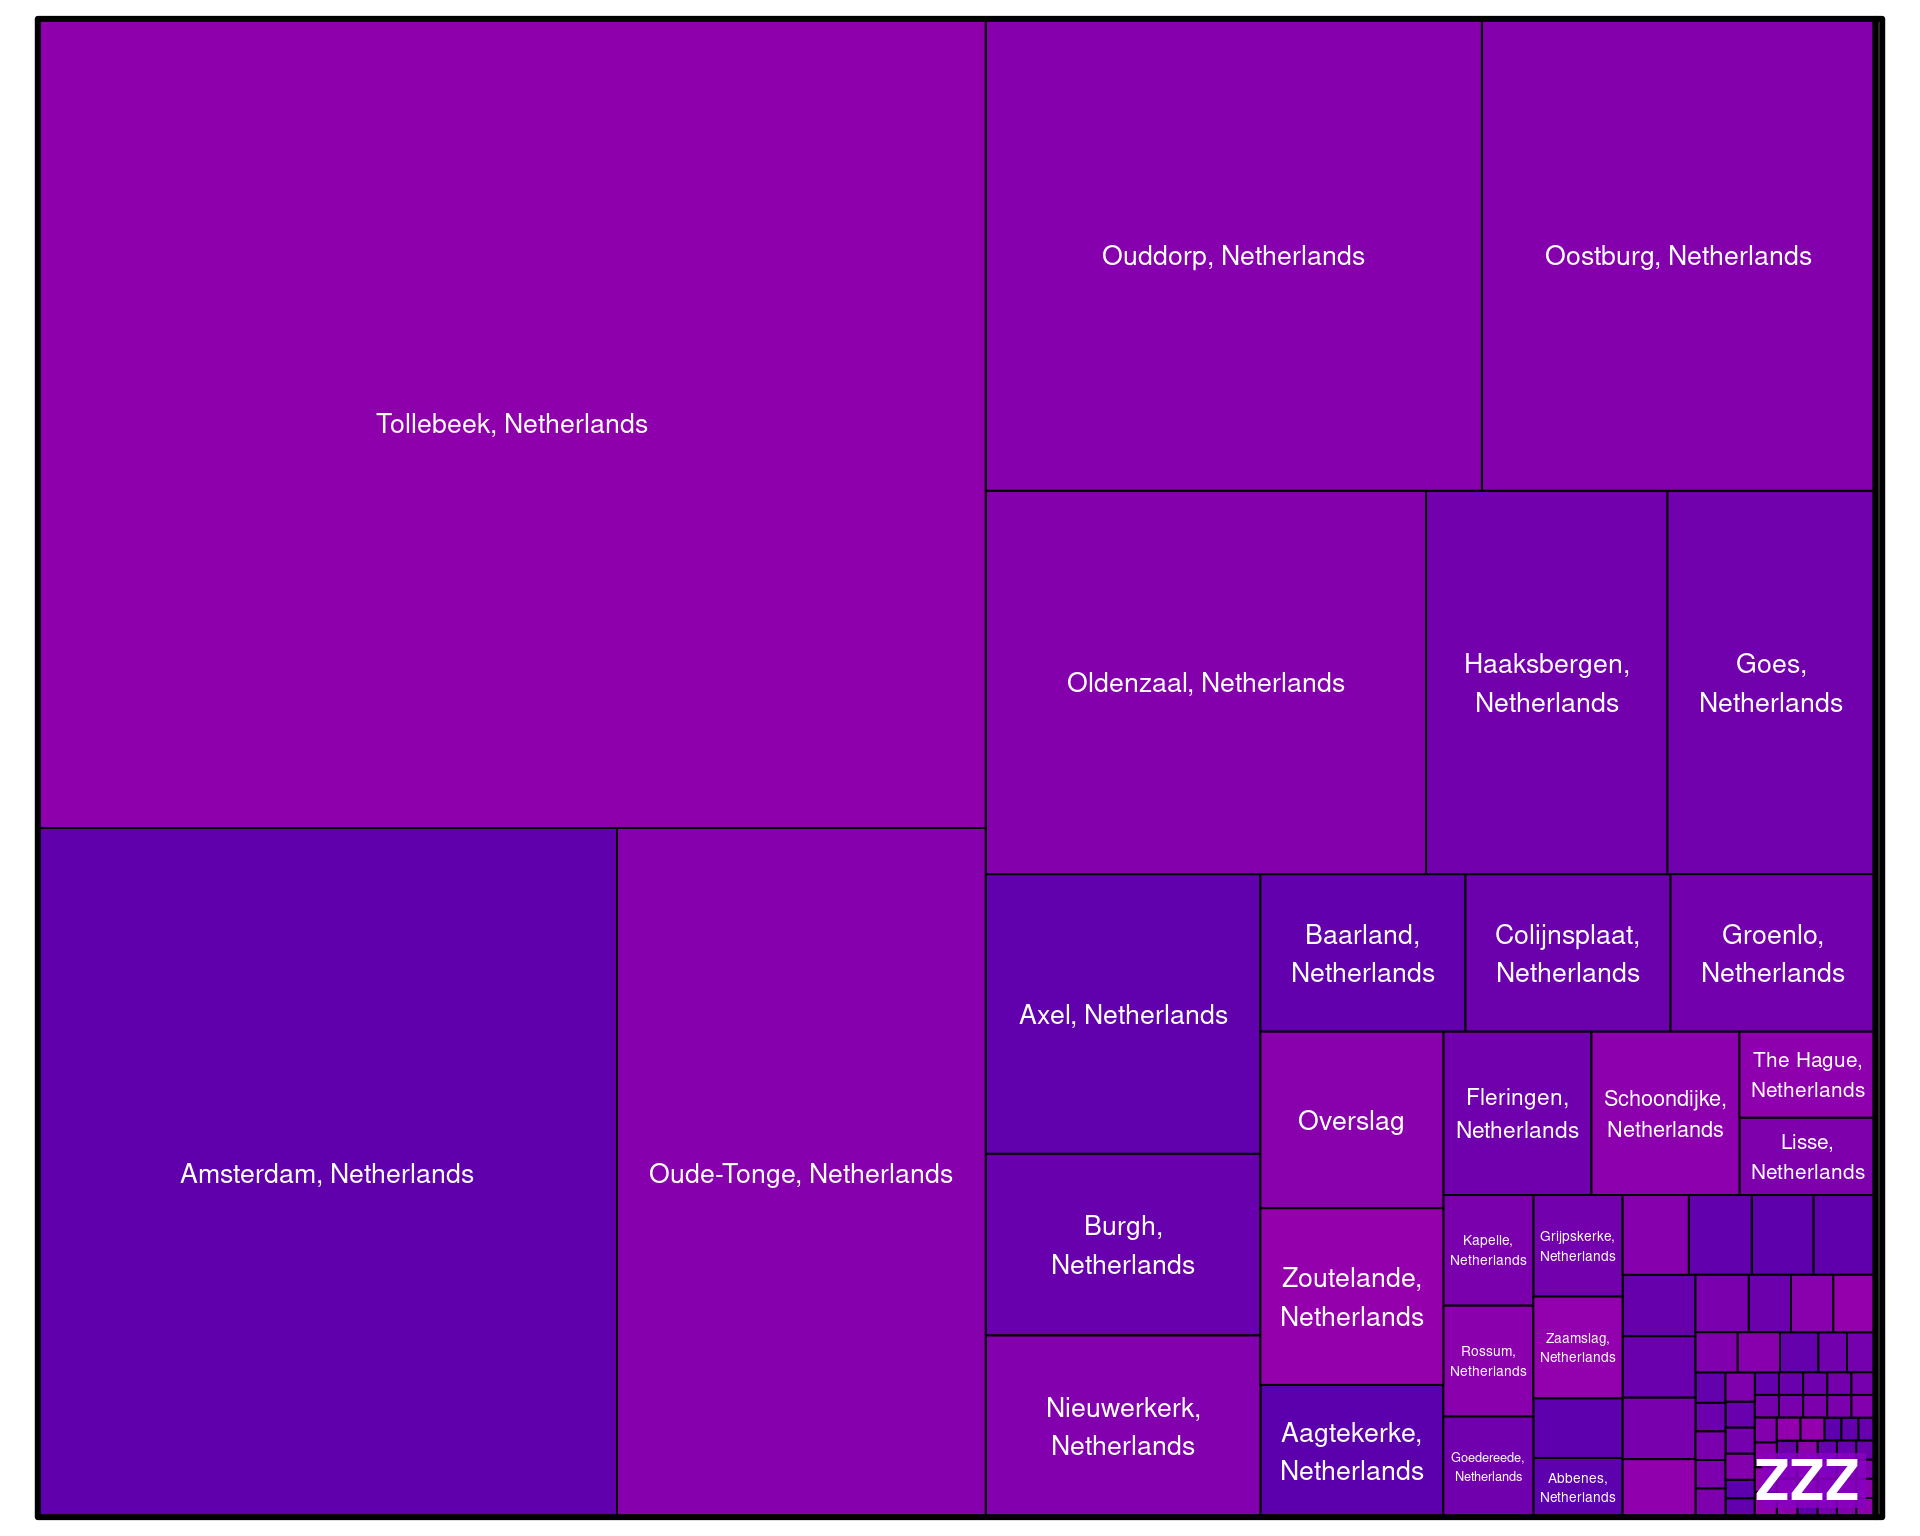 Tollebeek, Netherlands
Ouddorp, Netherlands
Oostburg, Netherlands
Oldenzaal, Netherlands
Haaksbergen,
Netherlands
Goes,
Netherlands
Amsterdam, Netherlands
Oude-Tonge, Netherlands
Axel, Netherlands
Baarland,
Netherlands
Colijnsplaat,
Netherlands
Groenlo,
Netherlands
Burgh,
Netherlands
Nieuwerkerk,
Netherlands
Overslag
Zoutelande,
Netherlands
Aagtekerke,
Netherlands
Fleringen,
Netherlands
Schoondijke,
Netherlands
The Hague,
Netherlands
Lisse,
Netherlands
Kapelle,
Netherlands
Grijpskerke,
Netherlands
Rossum,
Netherlands
Zaamslag,
Netherlands
Goedereede,
Netherlands
Abbenes,
Netherlands
zzz